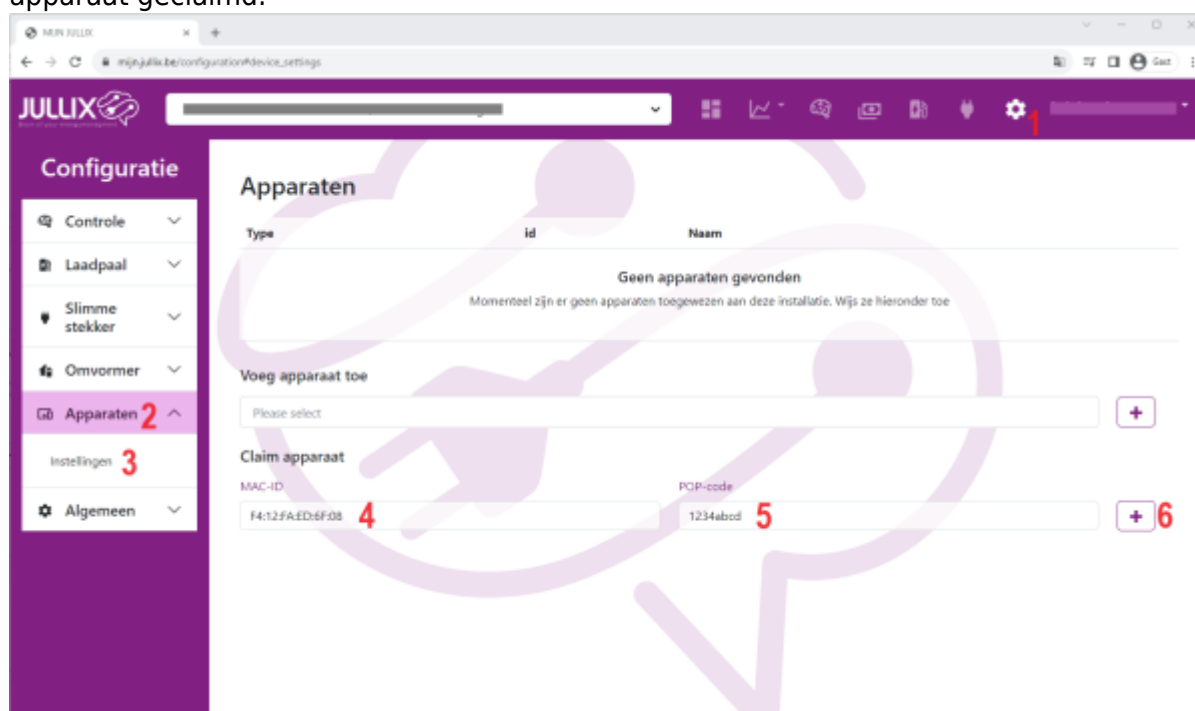 apparaat geclaimd.
MIJN JULLIX
mijn.jullix.be/configuration#device_settings
Gast
JULLIX
1
Configuratie
Controle
Laadpaal
Slimme
stekker
Omvormer
Apparaten 2
Instellingen 3
Algemeen
Apparaten
Type id Naam
Geen apparaten gevonden
Momenteel zijn er geen apparaten toegewezen aan deze installatie. Wijs ze hieronder toe
Voeg apparaat toe
Please select
+
Claim apparaat
MAC-ID POP-code
F4:12:FA:ED:6F:08 4 1234abcd 5 + 6